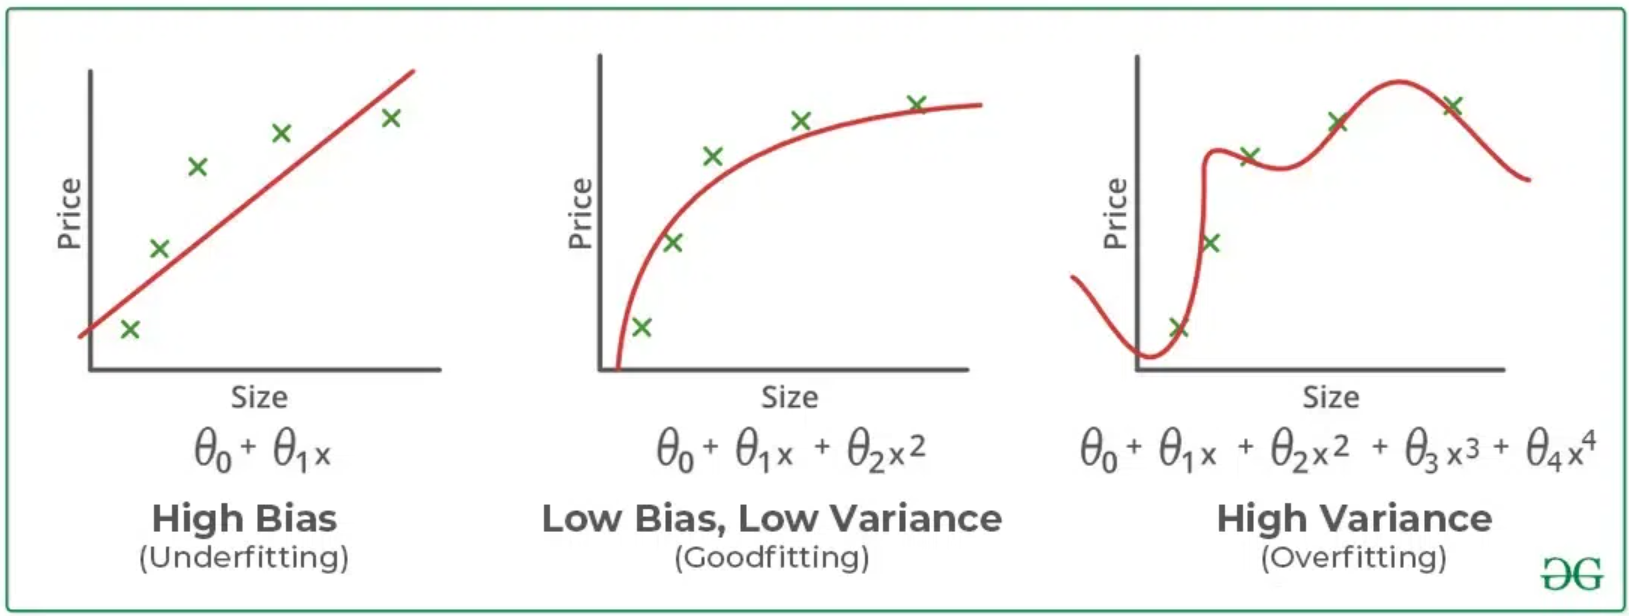 Price
Size
θ₀ + θ₁x
High Bias
(Underfitting)
Price
Size
θ₀ + θ₁x + θ₂x²
Low Bias, Low Variance
(Goodfitting)
Price
Size
θ₀ + θ₁x + θ₂x² + θ₃x³ + θ₄x⁴
High Variance
(Overfitting)